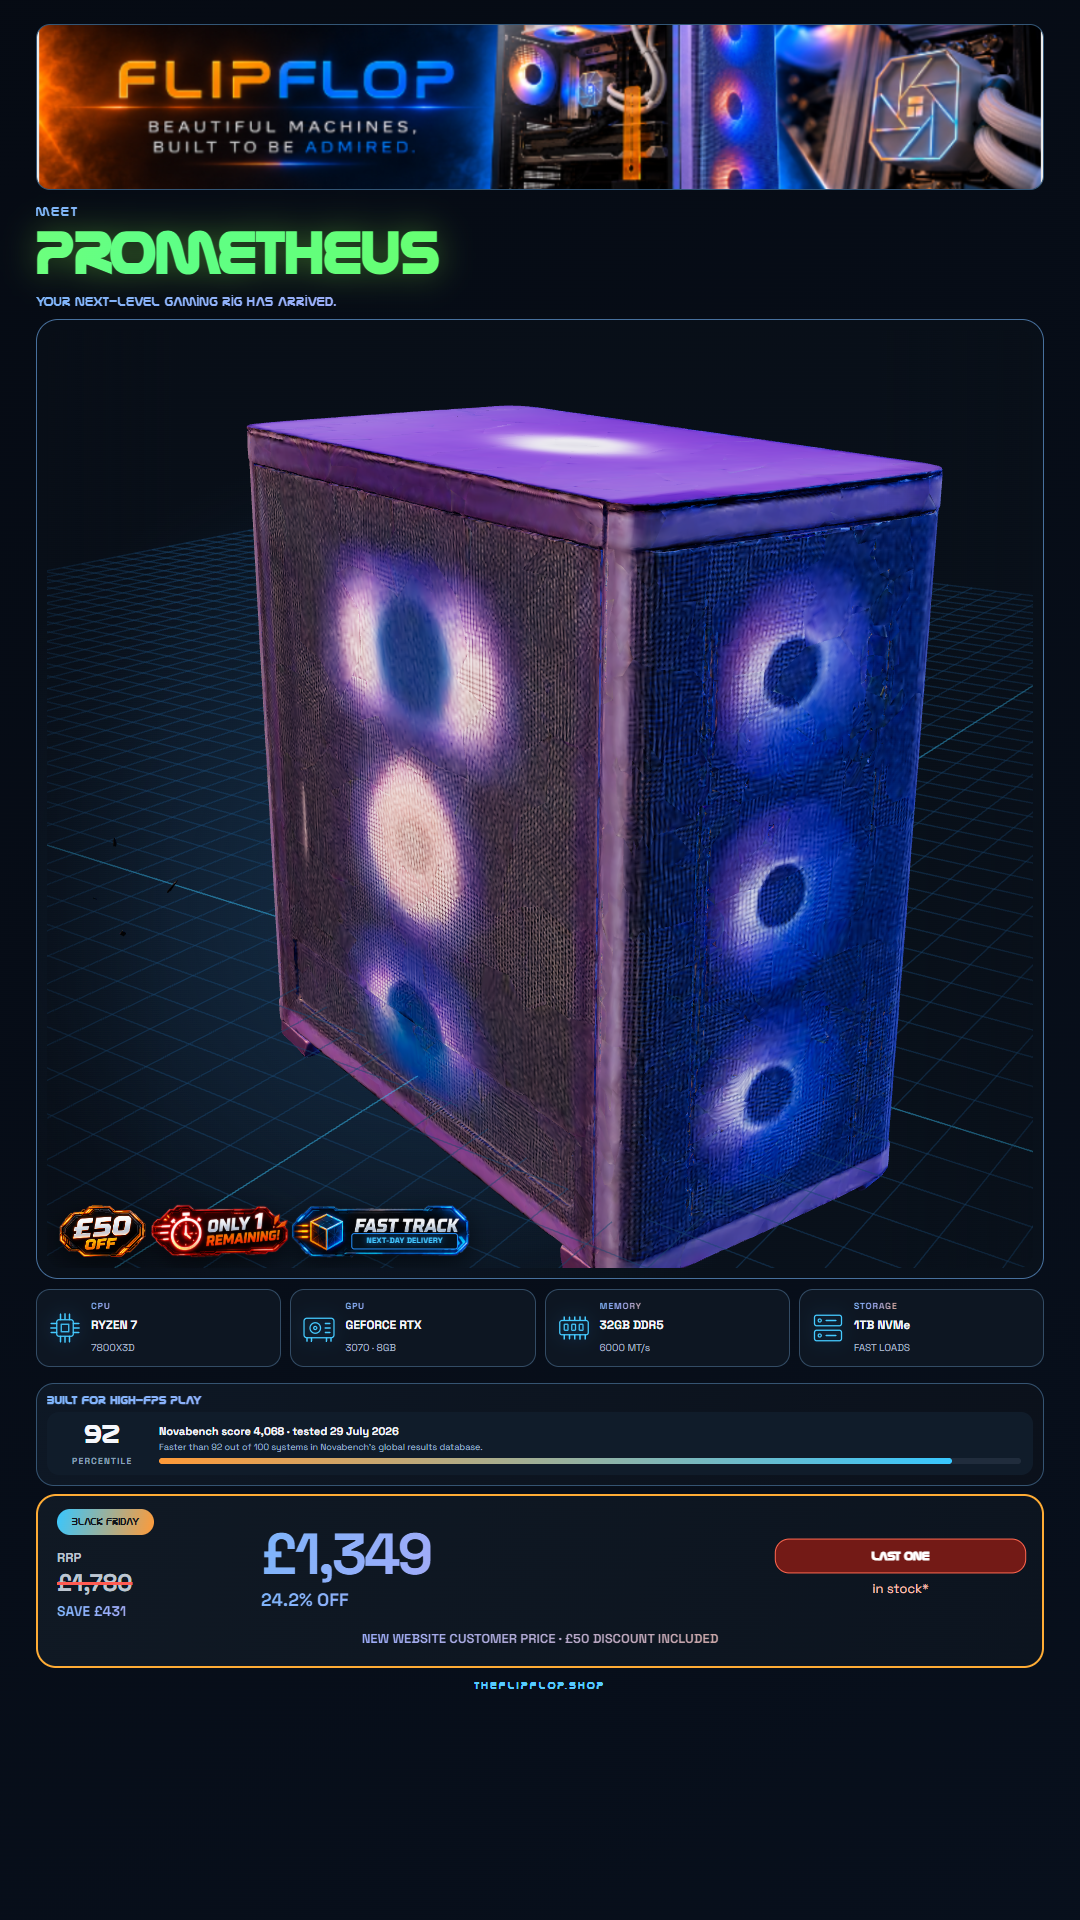 FLIPFLOP
BEAUTIFUL MACHINES,
BUILT TO BE ADMIRED.
MEET
PROMETHEUS
YOUR NEXT-LEVEL GAMING RIG HAS ARRIVED.
£50
OFF
ONLY 1
REMAINING!
FAST TRACK
NEXT-DAY DELIVERY
CPU
RYZEN 7
7800X3D
GPU
GEFORCE RTX
3070 · 8GB
MEMORY
32GB DDR5
6000 MT/s
STORAGE
1TB NVMe
FAST LOADS
BUILT FOR HIGH-FPS PLAY
92
PERCENTILE
Novabench score 4,068 · tested 29 July 2026
Faster than 92 out of 100 systems in Novabench's global results database.
BLACK FRIDAY
RRP
£1,780
SAVE £431
£1,349
24.2% OFF
LAST ONE
in stock*
NEW WEBSITE CUSTOMER PRICE · £50 DISCOUNT INCLUDED
THEFLIPFLOP.SHOP